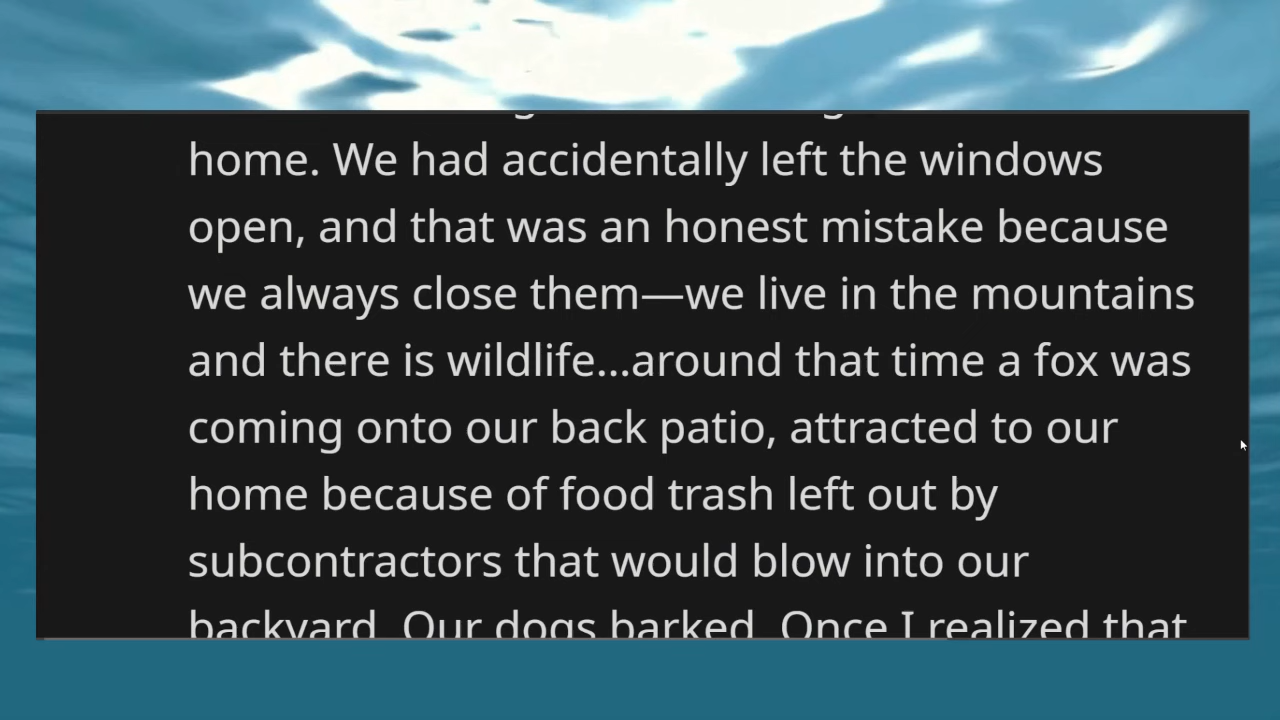 home. We had accidentally left the windows
open, and that was an honest mistake because
we always close them—we live in the mountains
and there is wildlife...around that time a fox was
coming onto our back patio, attracted to our
home because of food trash left out by
subcontractors that would blow into our
backyard. Our dogs barked. Once I realized that